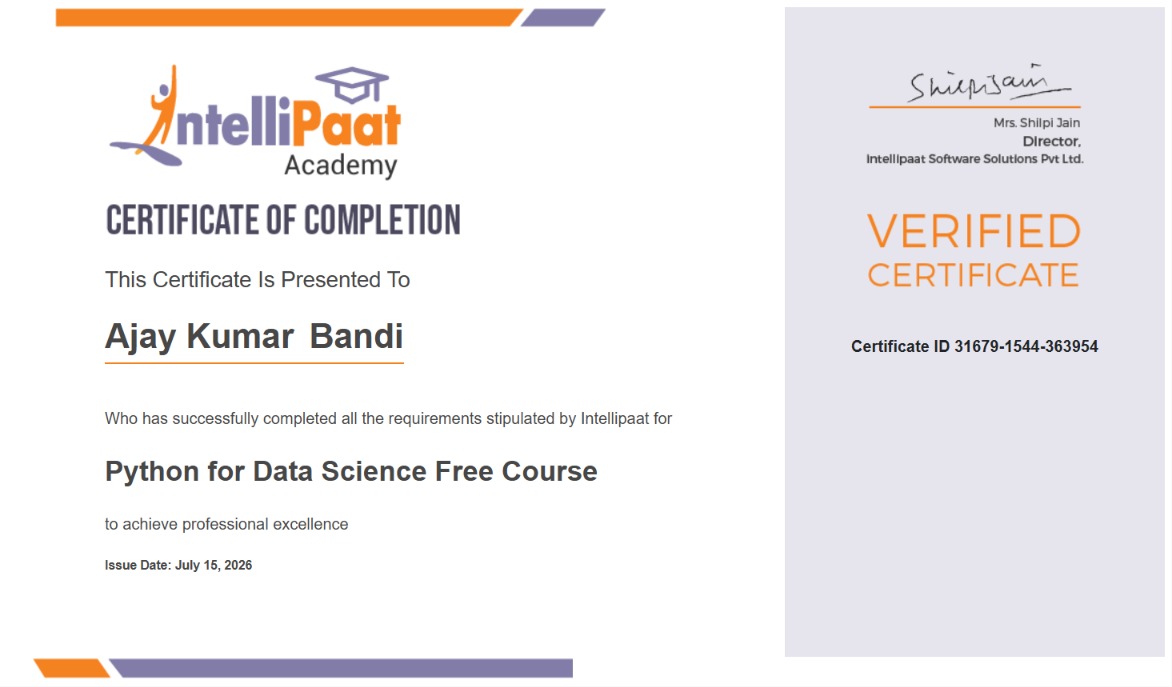 IntelliPaat
Academy
CERTIFICATE OF COMPLETION
This Certificate Is Presented To
Ajay Kumar Bandi
Who has successfully completed all the requirements stipulated by Intellipaat for
Python for Data Science Free Course
to achieve professional excellence
Issue Date: July 15, 2026
Shilpi Jain
Mrs. Shilpi Jain
Director,
Intellipaat Software Solutions Pvt Ltd.
VERIFIED
CERTIFICATE
Certificate ID 31679-1544-363954